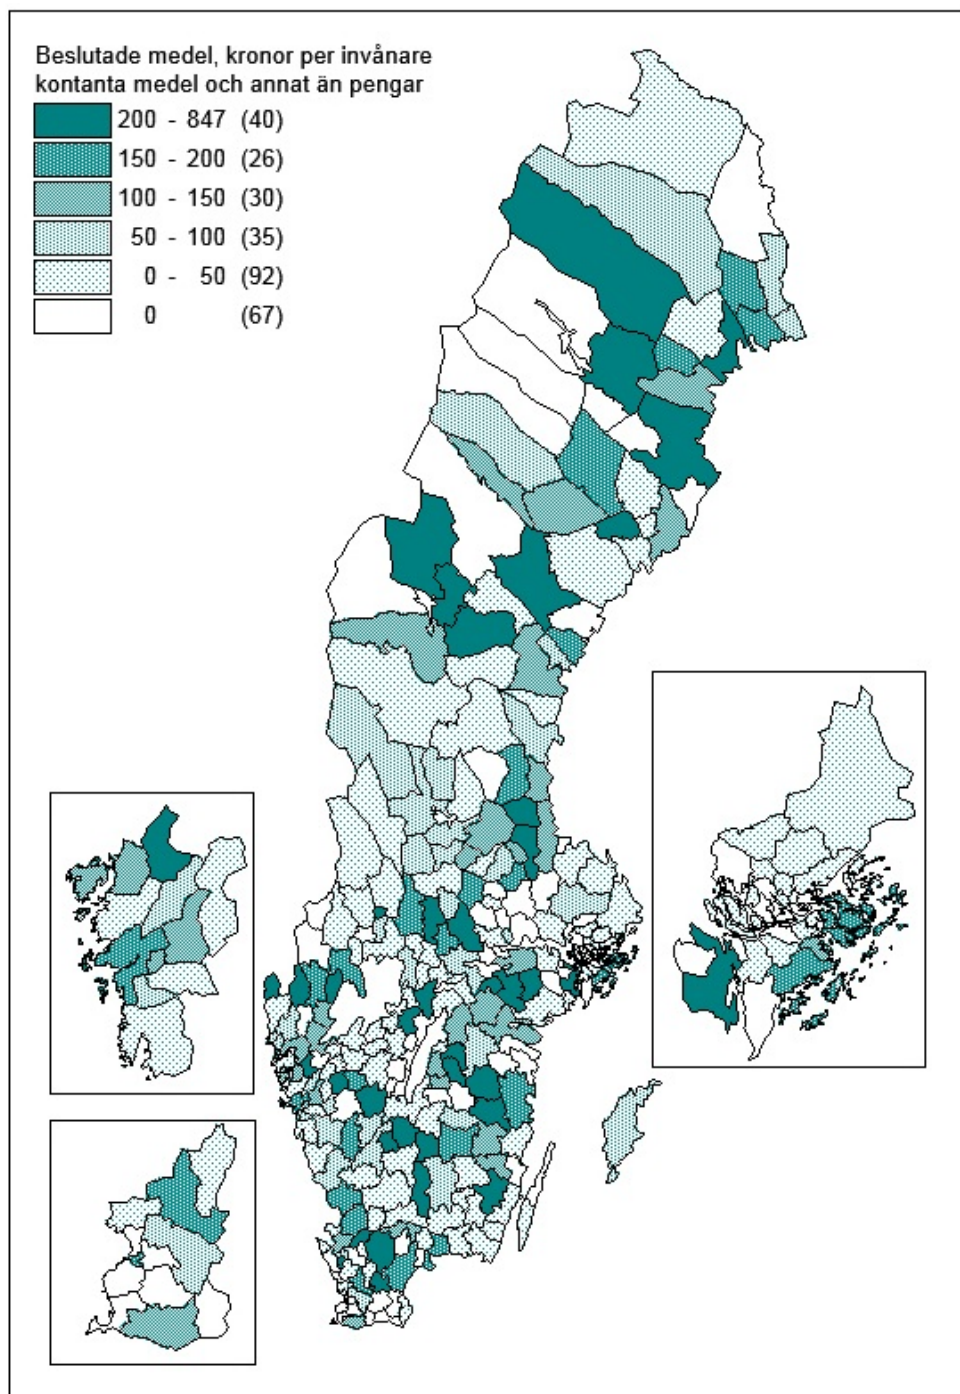 Beslutade medel, kronor per invånare
kontanta medel och annat än pengar
200 - 847 (40)
150 - 200 (26)
100 - 150 (30)
50 - 100 (35)
0 - 50 (92)
0 (67)